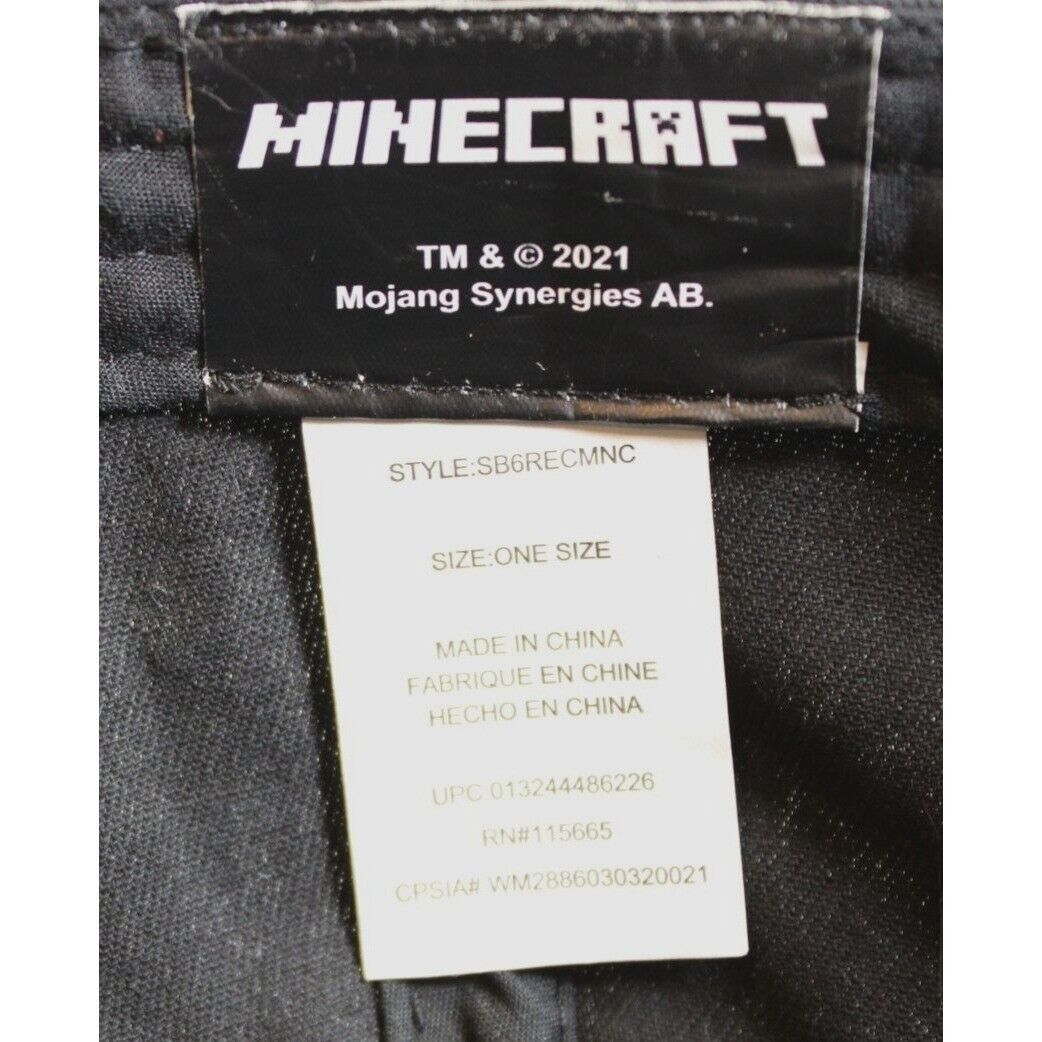 MINECRAFT
TM & © 2021
Mojang Synergies AB.
STYLE:SB6RECMNC
SIZE:ONE SIZE
MADE IN CHINA
FABRIQUE EN CHINE
HECHO EN CHINA
UPC:013244486226
RN#115665
CPSIA# WM2886030320021